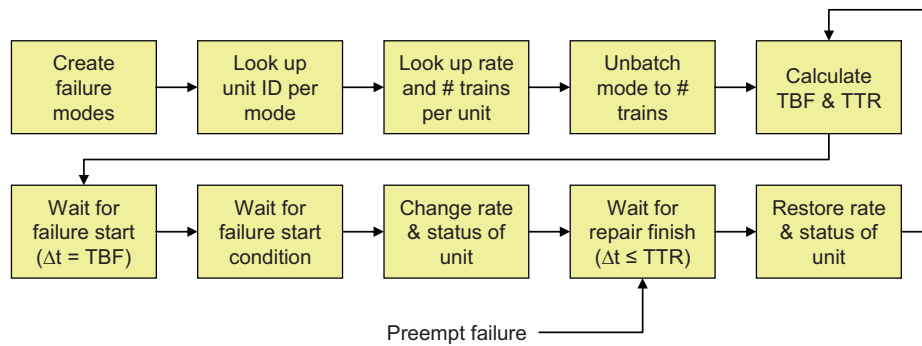 Create
failure
modes
Look up
unit ID per
mode
Look up rate
and # trains
per unit
Unbatch
mode to #
trains
Calculate
TBF & TTR
Wait for
failure start
(Δt = TBF)
Wait for
failure start
condition
Change rate
& status of
unit
Wait for
repair finish
(Δt ≤ TTR)
Restore rate
& status of
unit
Preempt failure